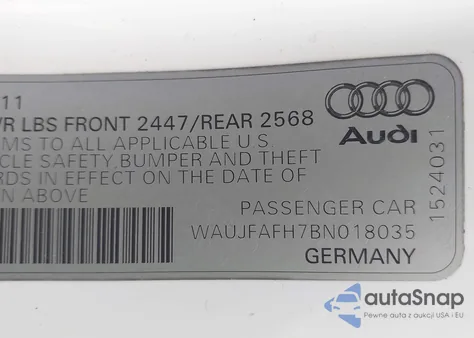 11
VR LBS FRONT 2447/REAR 2568
MS TO ALL APPLICABLE U.S.
CLE SAFETY, BUMPER AND THEFT
RDS IN EFFECT ON THE DATE OF
N ABOVE
Audi
1524031
PASSENGER CAR
WAUJFAFH7BN018035
GERMANY
autoSnap
Pewne auta z aukcji USA i EU